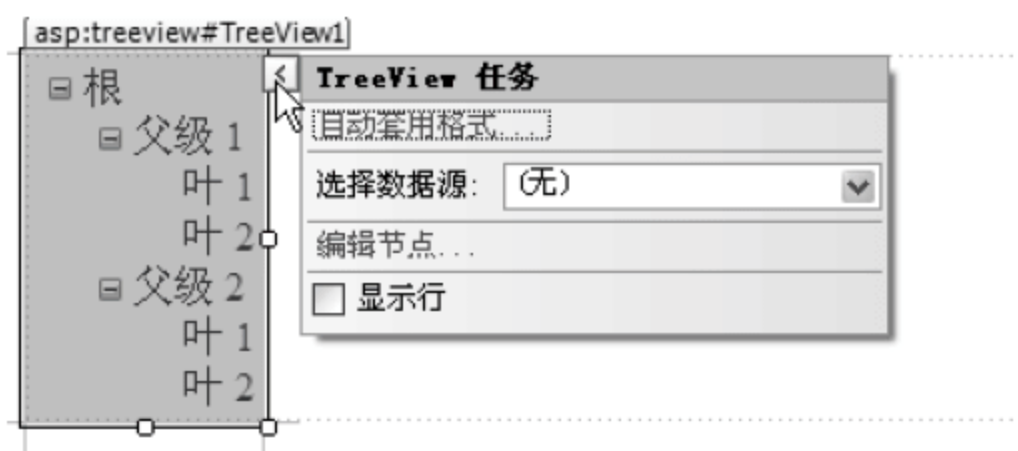 asp:treeview#TreeView1
根
父级 1
叶 1
叶 2
父级 2
叶 1
叶 2
TreeView 任务
自动套用格式...
选择数据源: (无)
编辑节点...
显示行